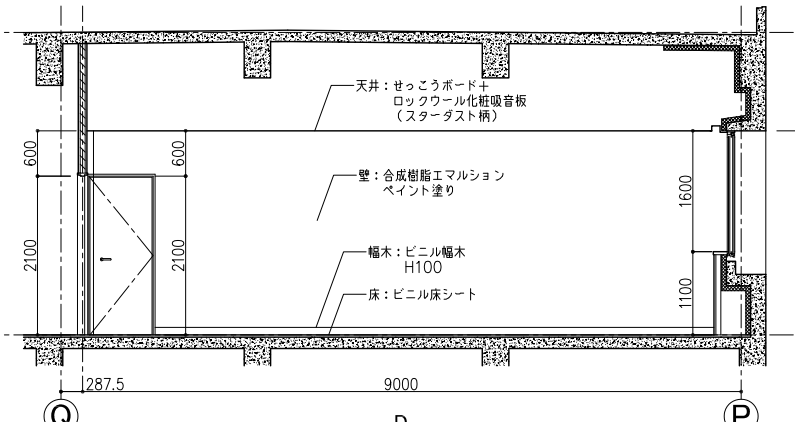 天井：せっこうボード＋
ロックウール化粧吸音板
（スターダスト柄）
600
600
壁：合成樹脂エマルション
ペイント塗り
1600
2100
2100
幅木：ビニル幅木
H100
床：ビニル床シート
1100
287.5
9000
Q
P
D